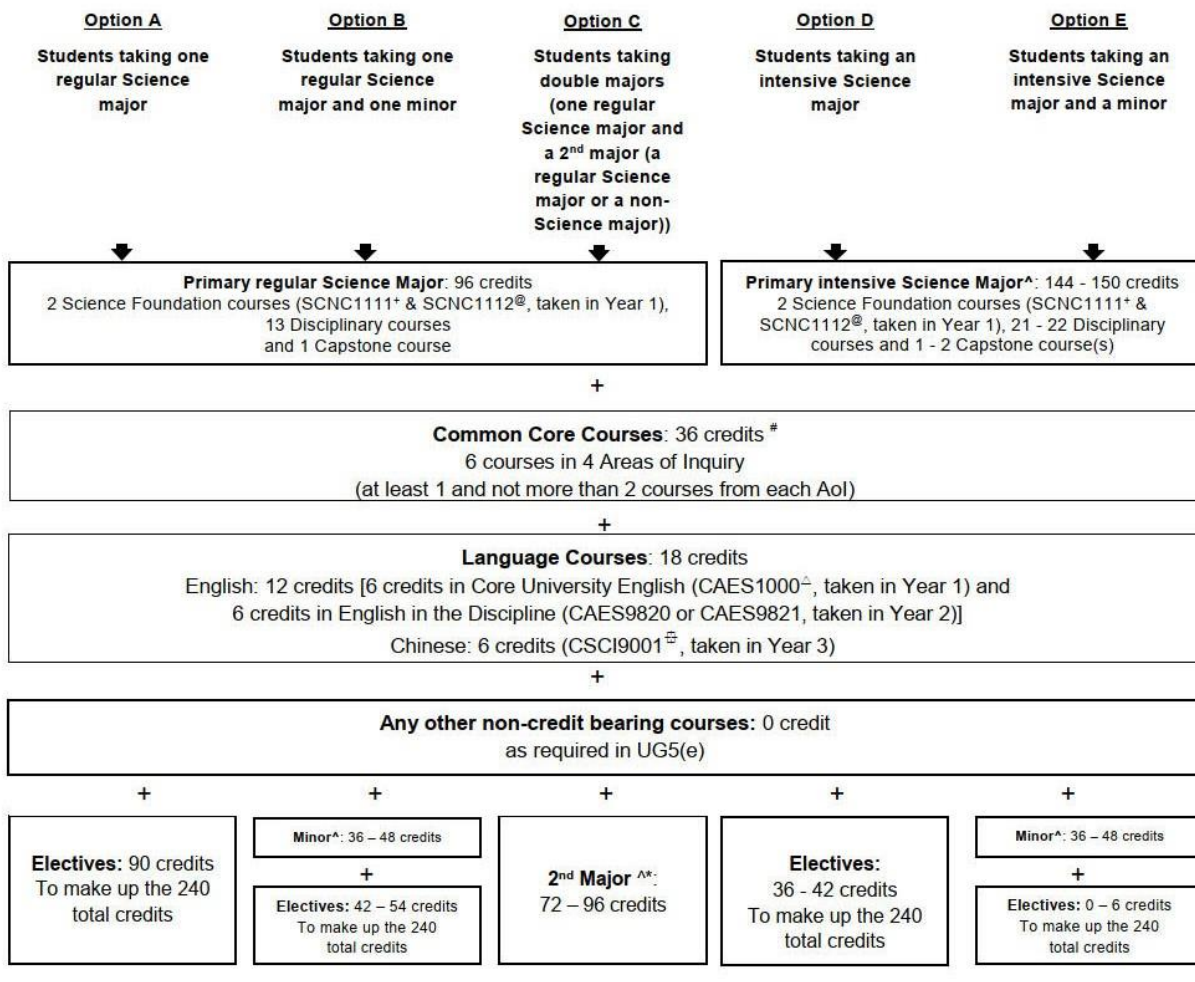 Option A
Students taking one
regular Science
major
Option B
Students taking one
regular Science
major and one minor
Option C
Students taking
double majors
(one regular
Science major and
a 2nd major (a
regular Science
major or a non-
Science major))
Option D
Students taking an
intensive Science
major
Option E
Students taking an
intensive Science
major and a minor
Primary regular Science Major: 96 credits
2 Science Foundation courses (SCNC1111+ & SCNC1112@, taken in Year 1),
13 Disciplinary courses
and 1 Capstone course
Primary intensive Science Major^: 144 - 150 credits
2 Science Foundation courses (SCNC1111+ &
SCNC1112@, taken in Year 1), 21 - 22 Disciplinary
courses and 1 - 2 Capstone course(s)
+
Common Core Courses: 36 credits #
6 courses in 4 Areas of Inquiry
(at least 1 and not more than 2 courses from each AoI)
+
Language Courses: 18 credits
English: 12 credits [6 credits in Core University English (CAES1000△, taken in Year 1) and
6 credits in English in the Discipline (CAES9820 or CAES9821, taken in Year 2)]
Chinese: 6 credits (CSCI9001, taken in Year 3)
+
Any other non-credit bearing courses: 0 credit
as required in UG5(e)
+ + + + +
Electives: 90 credits
To make up the 240
total credits
Minor^: 36 – 48 credits
+
Electives: 42 – 54 credits
To make up the 240
total credits
2nd Major ^*:
72 – 96 credits
Electives:
36 - 42 credits
To make up the 240
total credits
Minor^: 36 – 48 credits
+
Electives: 0 – 6 credits
To make up the 240
total credits